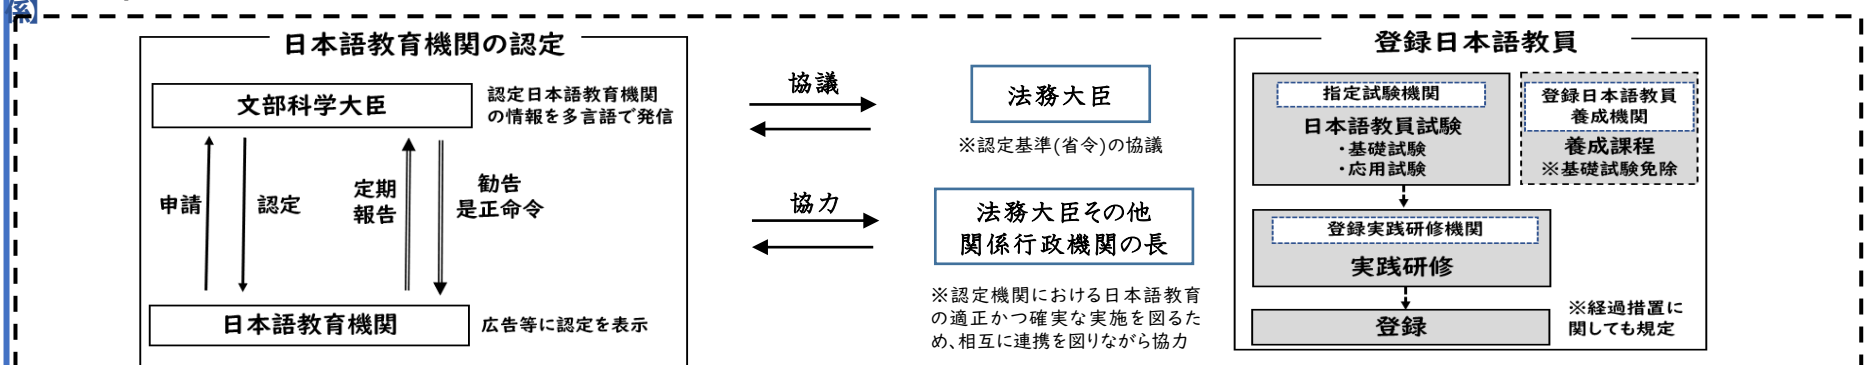 係】
日本語教育機関の認定
文部科学大臣
認定日本語教育機関
の情報を多言語で発信
申請
認定
定期
報告
勧告
是正命令
日本語教育機関
広告等に認定を表示
協議
法務大臣
※認定基準(省令)の協議
協力
法務大臣その他
関係行政機関の長
※認定機関における日本語教育
の適正かつ確実な実施を図るた
め、相互に連携を図りながら協力
登録日本語教員
指定試験機関
日本語教員試験
・基礎試験
・応用試験
登録日本語教員
養成機関
養成課程
※基礎試験免除
登録実践研修機関
実践研修
登録
※経過措置に
関しても規定